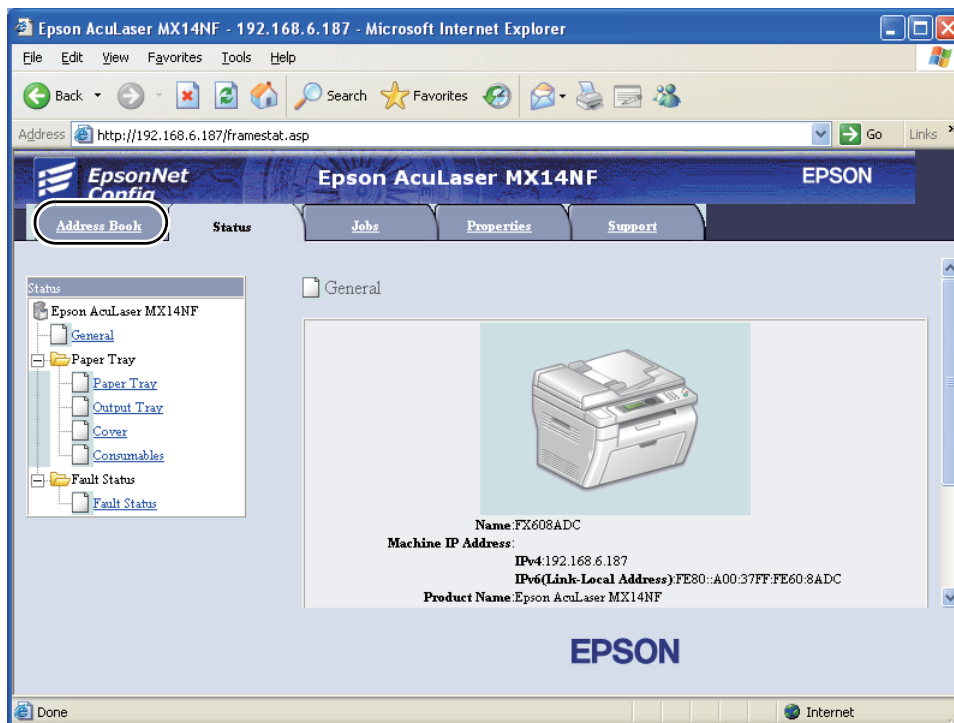 Epson AcuLaser MX14NF - 192.168.6.187 - Microsoft Internet Explorer
File Edit View Favorites Tools Help
Back Search Favorites
Address http://192.168.6.187/framestat.asp Go Links »
EpsonNet Config
Epson AcuLaser MX14NF
EPSON
Address Book Status Jobs Properties Support
Status
Epson AcuLaser MX14NF
General
Paper Tray
Paper Tray
Output Tray
Cover
Consumables
Fault Status
Fault Status
General
Name:FX608ADC
Machine IP Address:
IPv4:192.168.6.187
IPv6(Link-Local Address):FE80::A00:37FF:FE60:8ADC
Product Name:Epson AcuLaser MX14NF
EPSON
Done Internet